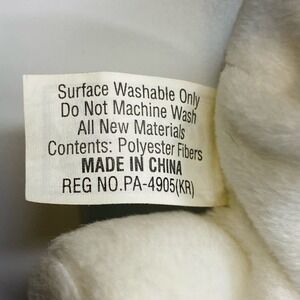 Surface Washable Only
Do Not Machine Wash
All New Materials
Contents: Polyester Fibers
MADE IN CHINA
REG NO.PA-4905(KR)